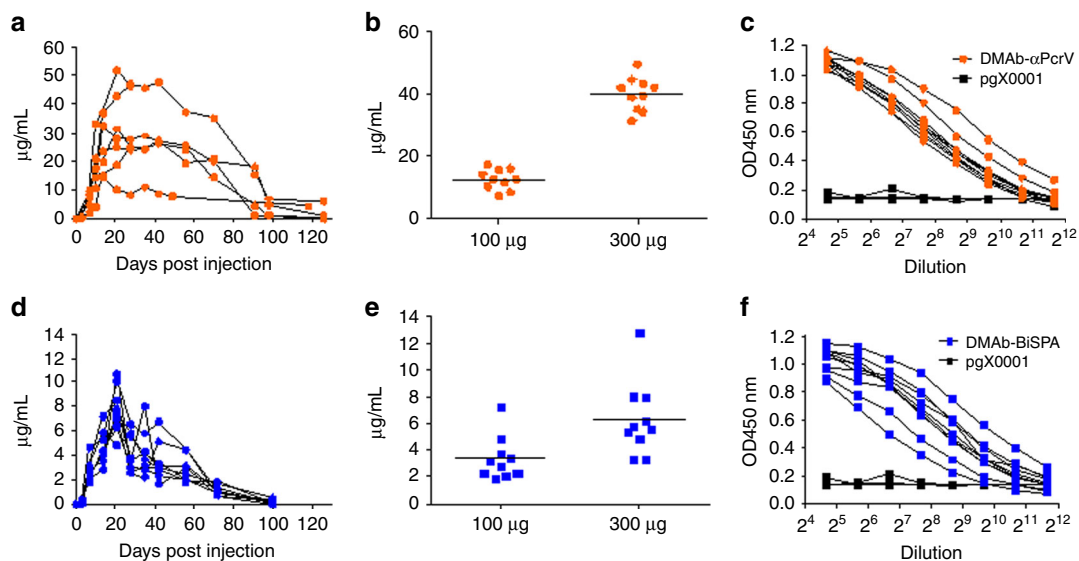 a
60
50
40
30
20
10
0
µg/mL
0 20 40 60 80 100 120
Days post injection
b
60
40
20
0
µg/mL
100 µg 300 µg
c
1.2
1.0
0.8
0.6
0.4
0.2
0.0
OD450 nm
DMAb-αPcrV
pgX0001
2⁴ 2⁵ 2⁶ 2⁷ 2⁸ 2⁹ 2¹⁰ 2¹¹ 2¹²
Dilution
d
14
12
10
8
6
4
2
0
µg/mL
0 20 40 60 80 100 120
Days post injection
e
14
12
10
8
6
4
2
0
µg/mL
100 µg 300 µg
f
1.2
1.0
0.8
0.6
0.4
0.2
0.0
OD450 nm
DMAb-BiSPA
pgX0001
2⁴ 2⁵ 2⁶ 2⁷ 2⁸ 2⁹ 2¹⁰ 2¹¹ 2¹²
Dilution